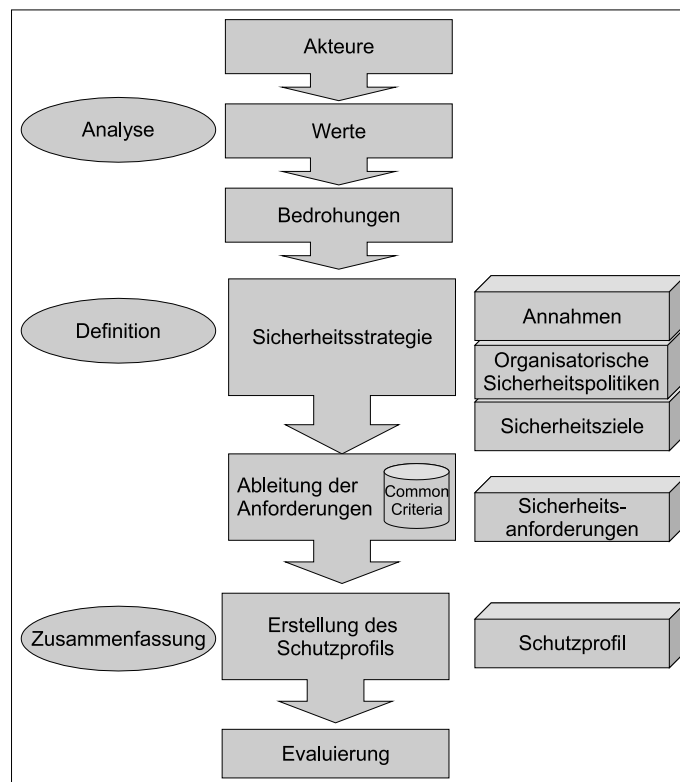 Akteure
Analyse
Werte
Bedrohungen
Definition
Sicherheitsstrategie
Annahmen
Organisatorische
Sicherheitspolitiken
Sicherheitsziele
Ableitung der
Anforderungen
Common
Criteria
Sicherheits-
anforderungen
Zusammenfassung
Erstellung des
Schutzprofils
Schutzprofil
Evaluierung